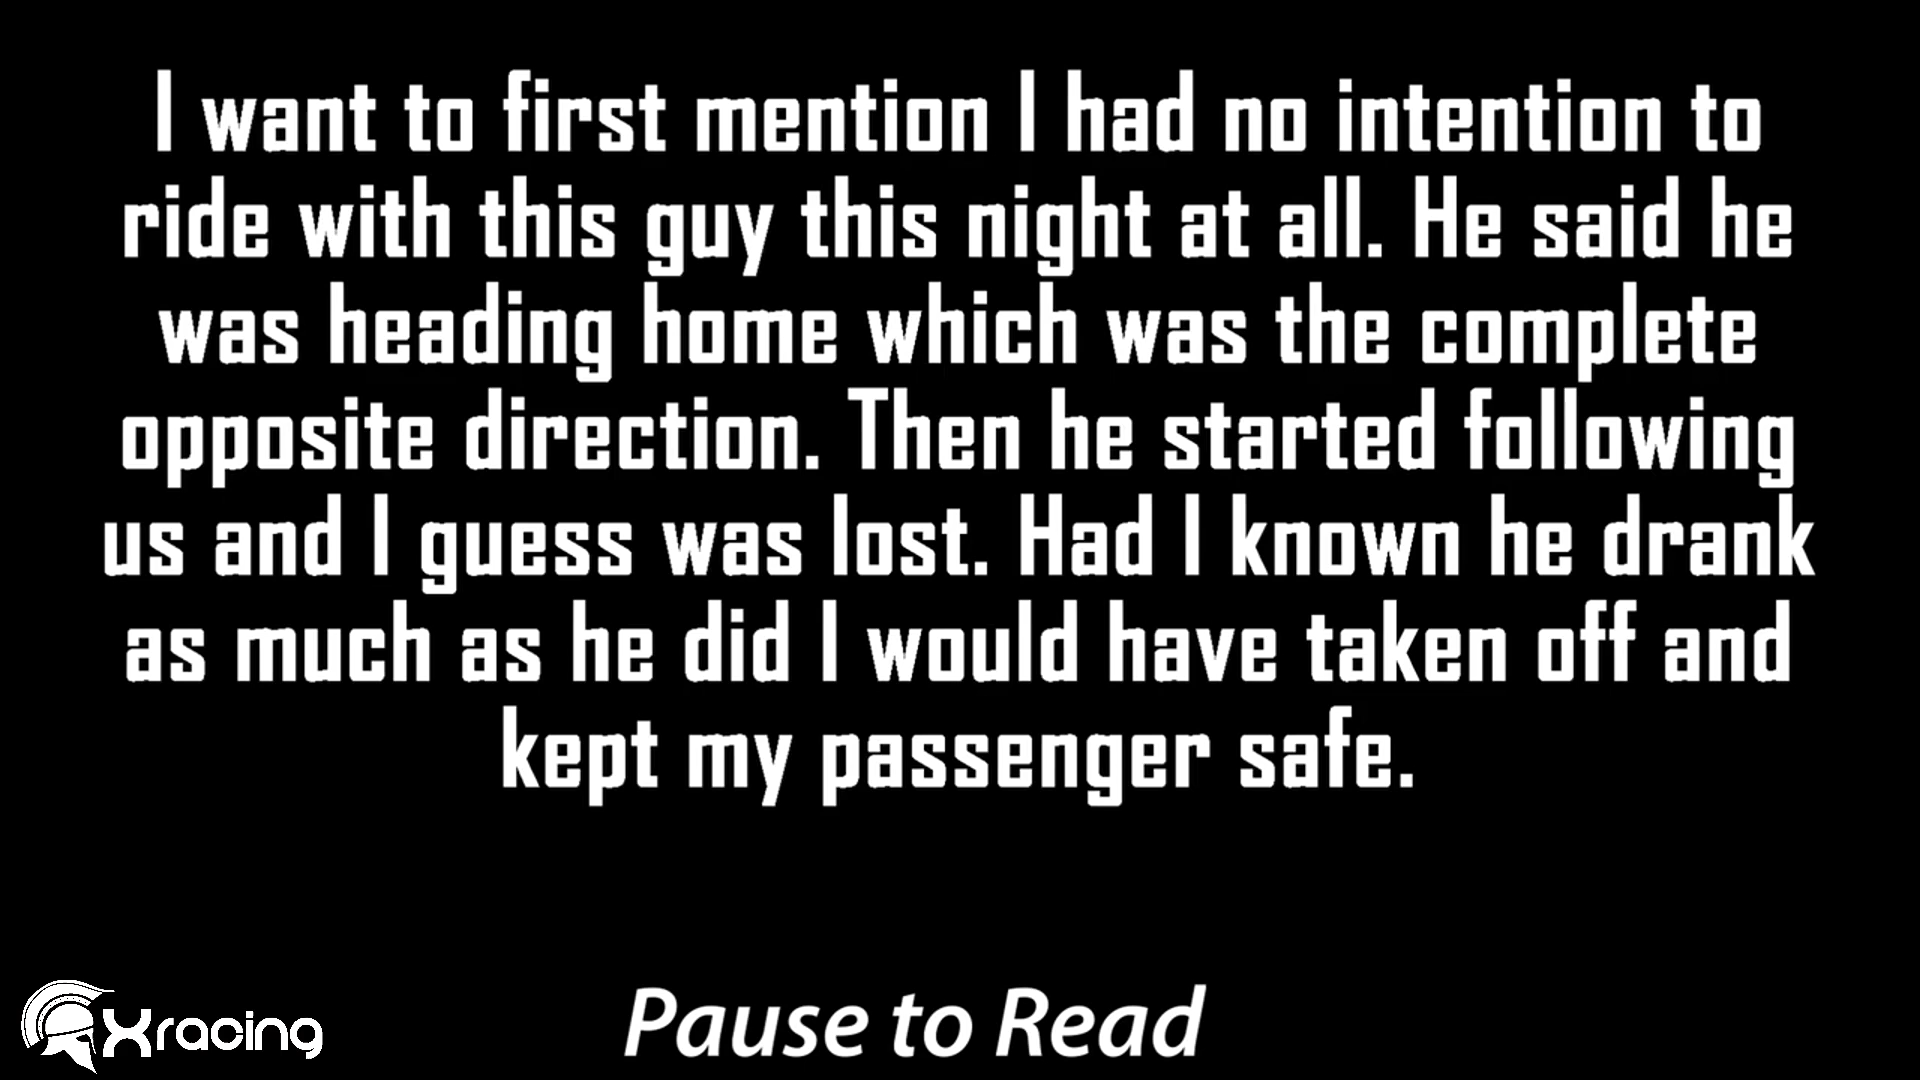 I want to first mention I had no intention to
ride with this guy this night at all. He said he
was heading home which was the complete
opposite direction. Then he started following
us and I guess was lost. Had I known he drank
as much as he did I would have taken off and
kept my passenger safe.
Pause to Read
Xracing